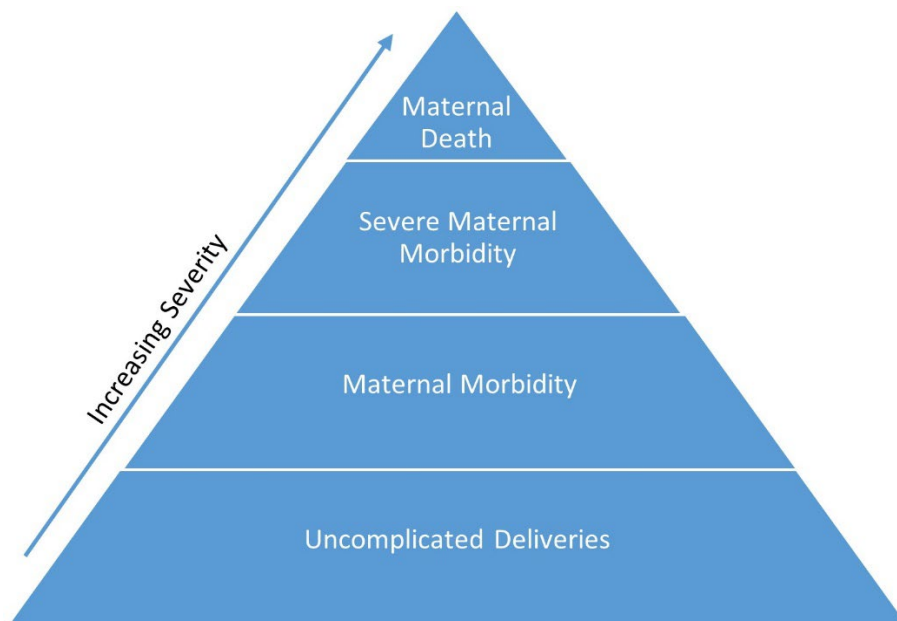 Maternal
Death
Severe Maternal
Morbidity
Increasing Severity
Maternal Morbidity
Uncomplicated Deliveries